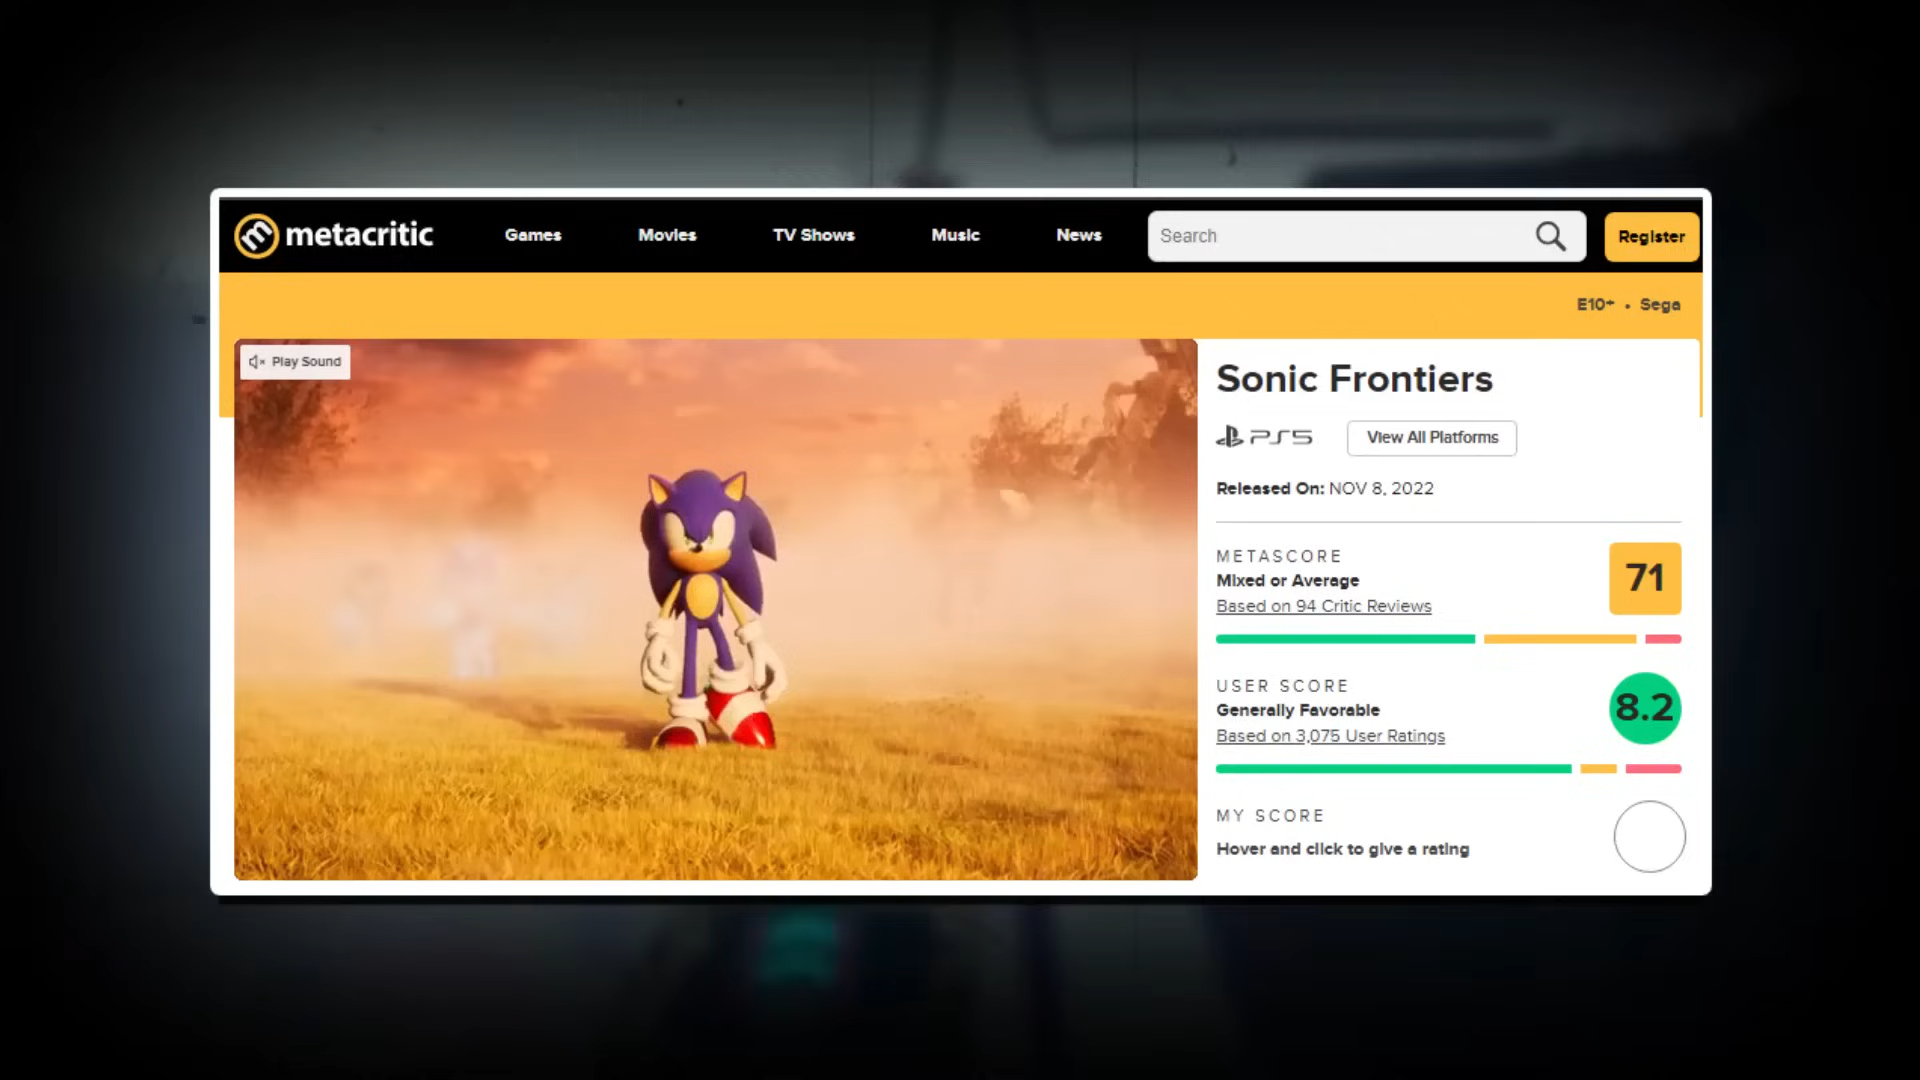 metacritic Games Movies TV Shows Music News Search Register
E10+ • Sega
Play Sound
Sonic Frontiers
PS5 View All Platforms
Released On: NOV 8, 2022
METASCORE
Mixed or Average
Based on 94 Critic Reviews
71
USER SCORE
Generally Favorable
Based on 3,075 User Ratings
8.2
MY SCORE
Hover and click to give a rating